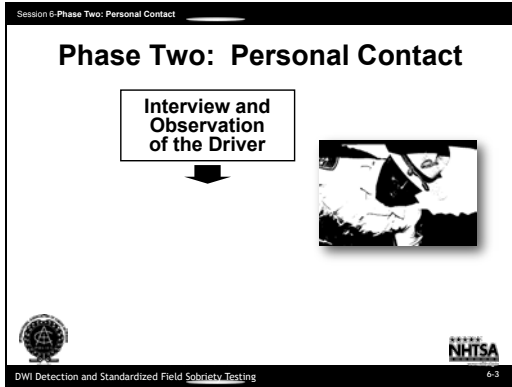 Session 6-Phase Two: Personal Contact
Phase Two: Personal Contact
Interview and
Observation
of the Driver
NHTSA
DWI Detection and Standardized Field Sobriety Testing
6-3